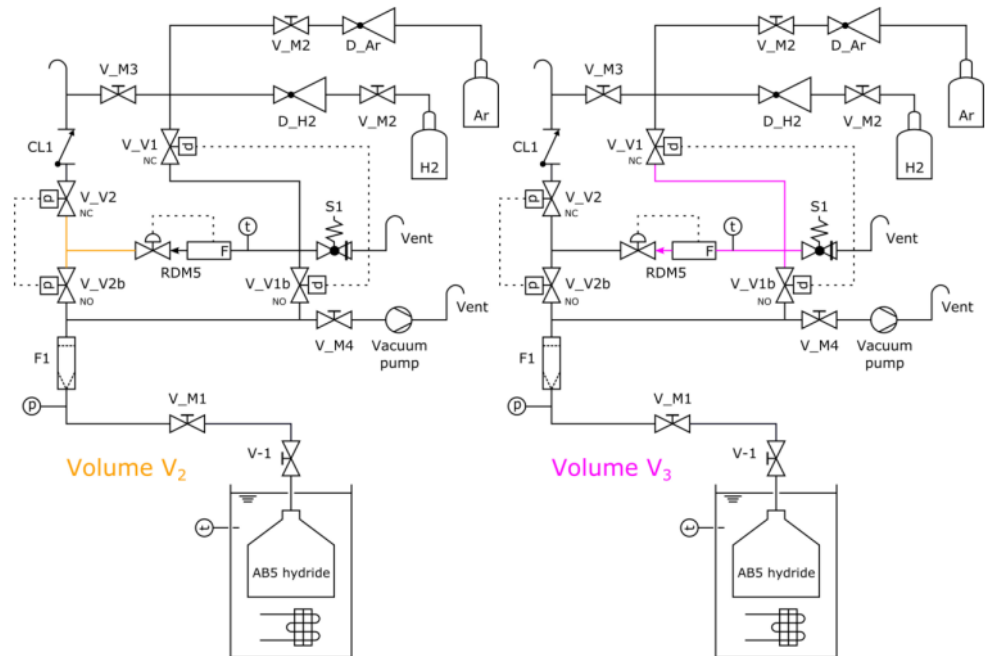 V_M2
D_Ar
V_M3
Ar
D_H2
V_M2
H2
CL1
V_V1
NC
p
V_V2
p
NC
S1
t
Vent
F
RDM5
V_V2b
p
NO
V_V1b
p
NO
Vent
V_M4
Vacuum
pump
F1
p
V_M1
V-1
Volume V2
t
AB5 hydride
V_M2
D_Ar
V_M3
Ar
D_H2
V_M2
H2
CL1
V_V1
NC
p
V_V2
p
NC
S1
t
Vent
F
RDM5
V_V2b
p
NO
V_V1b
p
NO
Vent
V_M4
Vacuum
pump
F1
p
V_M1
V-1
Volume V3
t
AB5 hydride